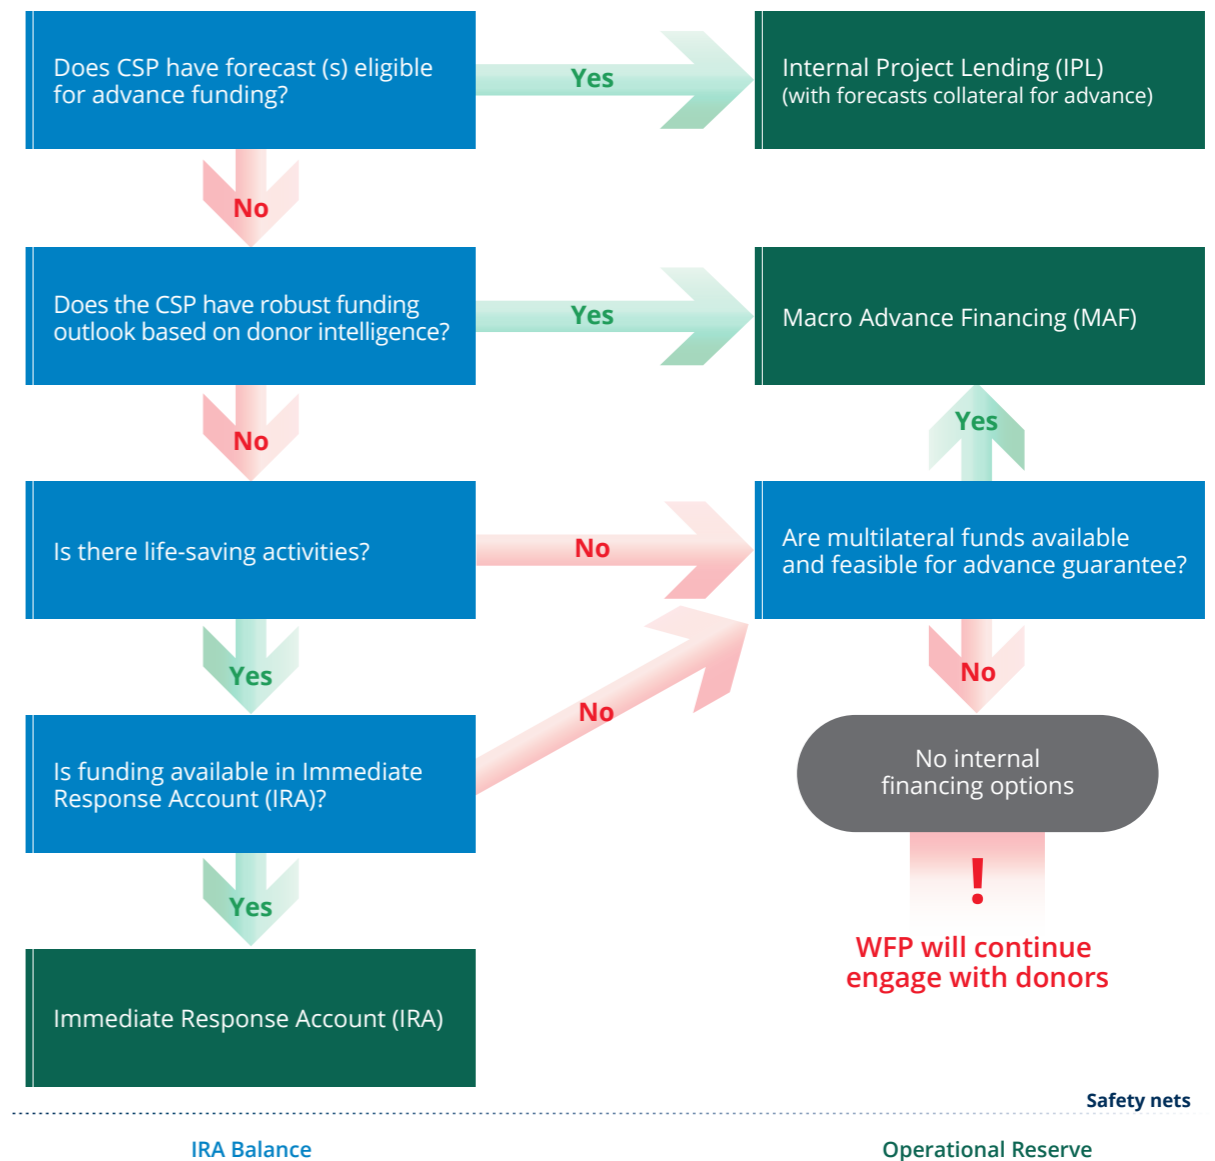 Does CSP have forecast (s) eligible
for advance funding?
Yes
Internal Project Lending (IPL)
(with forecasts collateral for advance)
No
Does the CSP have robust funding
outlook based on donor intelligence?
Yes
Macro Advance Financing (MAF)
No
Yes
Is there life-saving activities?
No
Are multilateral funds available
and feasible for advance guarantee?
Yes
No
No
Is funding available in Immediate
Response Account (IRA)?
No internal
financing options
Yes
!
WFP will continue
engage with donors
Immediate Response Account (IRA)
Safety nets
IRA Balance
Operational Reserve